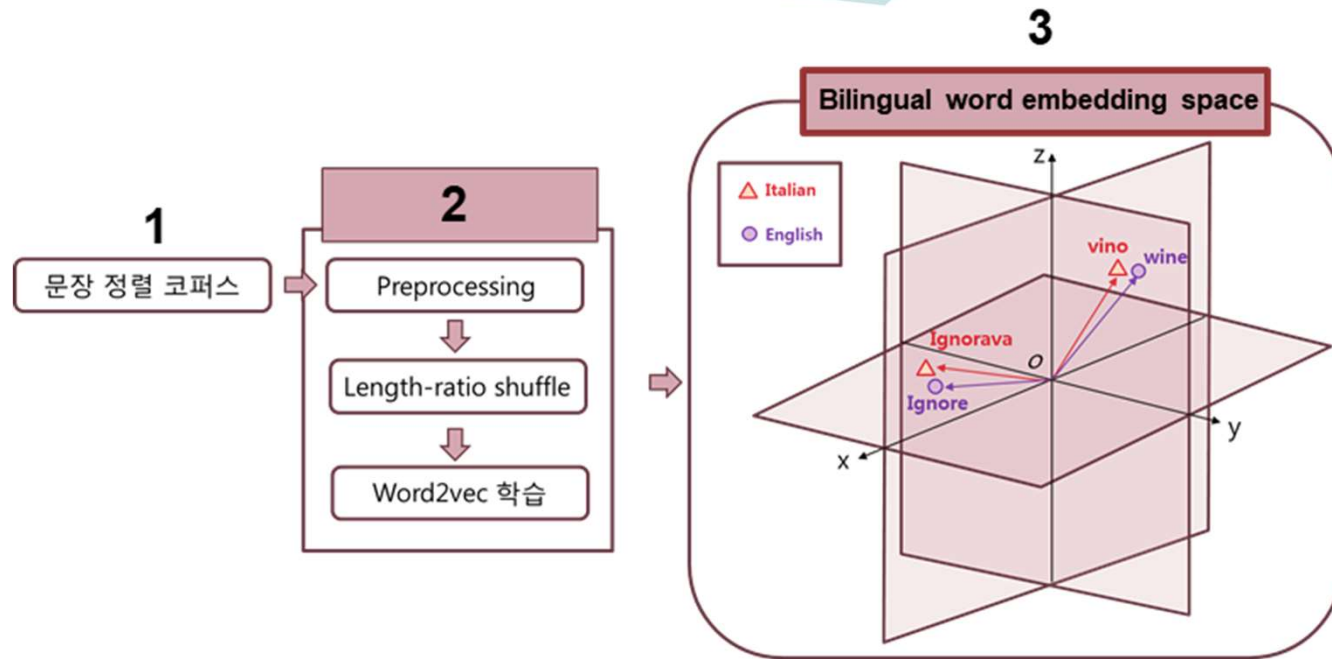 1
문장 정렬 코퍼스
2
Preprocessing
Length-ratio shuffle
Word2vec 학습
3
Bilingual word embedding space
Italian
English
z
vino
wine
Ignorava
O
Ignore
y
x